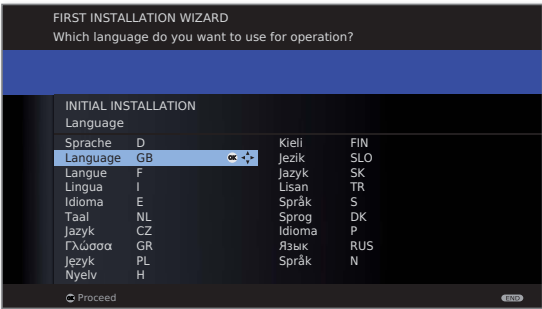 FIRST INSTALLATION WIZARD
Which language do you want to use for operation?
INITIAL INSTALLATION
Language
Sprache D
Language GB OK
Langue F
Lingua I
Idioma E
Taal NL
Jazyk CZ
Γλώσσα GR
Język PL
Nyelv H
Kieli FIN
Jezik SLO
Jazyk SK
Lisan TR
Språk S
Sprog DK
Idioma P
Язык RUS
Språk N
OK Proceed
END